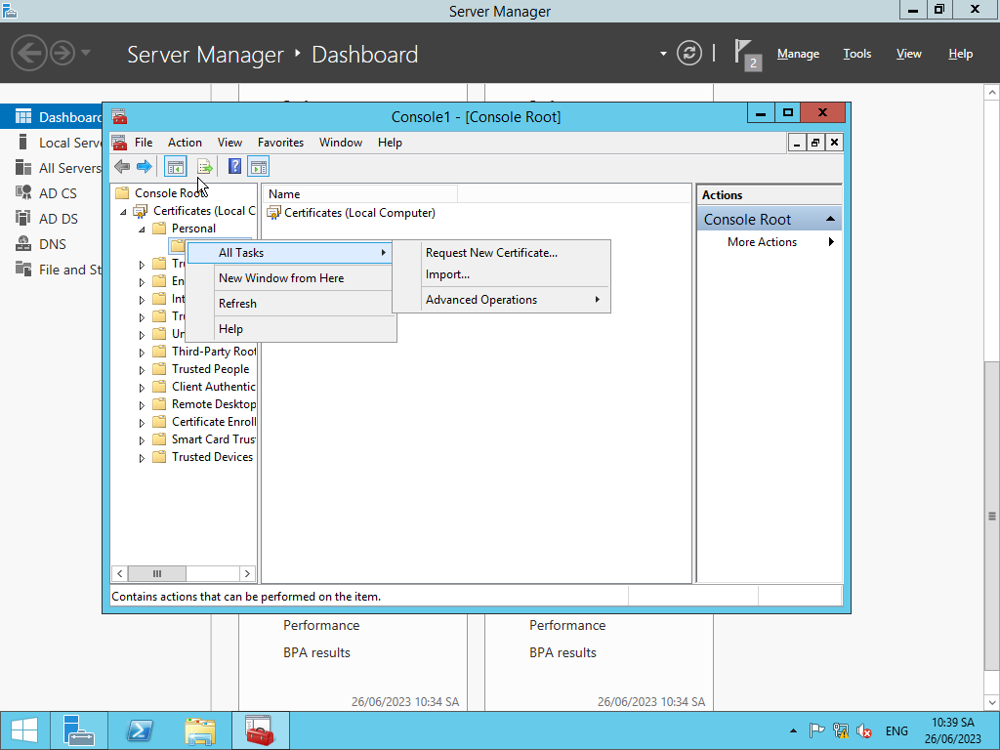 Server Manager
Server Manager
Dashboard
2
Manage
Tools
View
Help
Dashboard
Local Serve
All Servers
AD CS
AD DS
DNS
File and St
Console1 - [Console Root]
File
Action
View
Favorites
Window
Help
Console Root
Certificates (Local C
Personal
Tru
En
Int
Tru
Un
Third-Party Root
Trusted People
Client Authentic
Remote Desktop
Certificate Enroll
Smart Card Trus
Trusted Devices
Name
Certificates (Local Computer)
All Tasks
New Window from Here
Refresh
Help
Request New Certificate...
Import...
Advanced Operations
Actions
Console Root
More Actions
Contains actions that can be performed on the item.
Performance
BPA results
26/06/2023 10:34 SA
Performance
BPA results
26/06/2023 10:34 SA
ENG
10:39 SA
26/06/2023